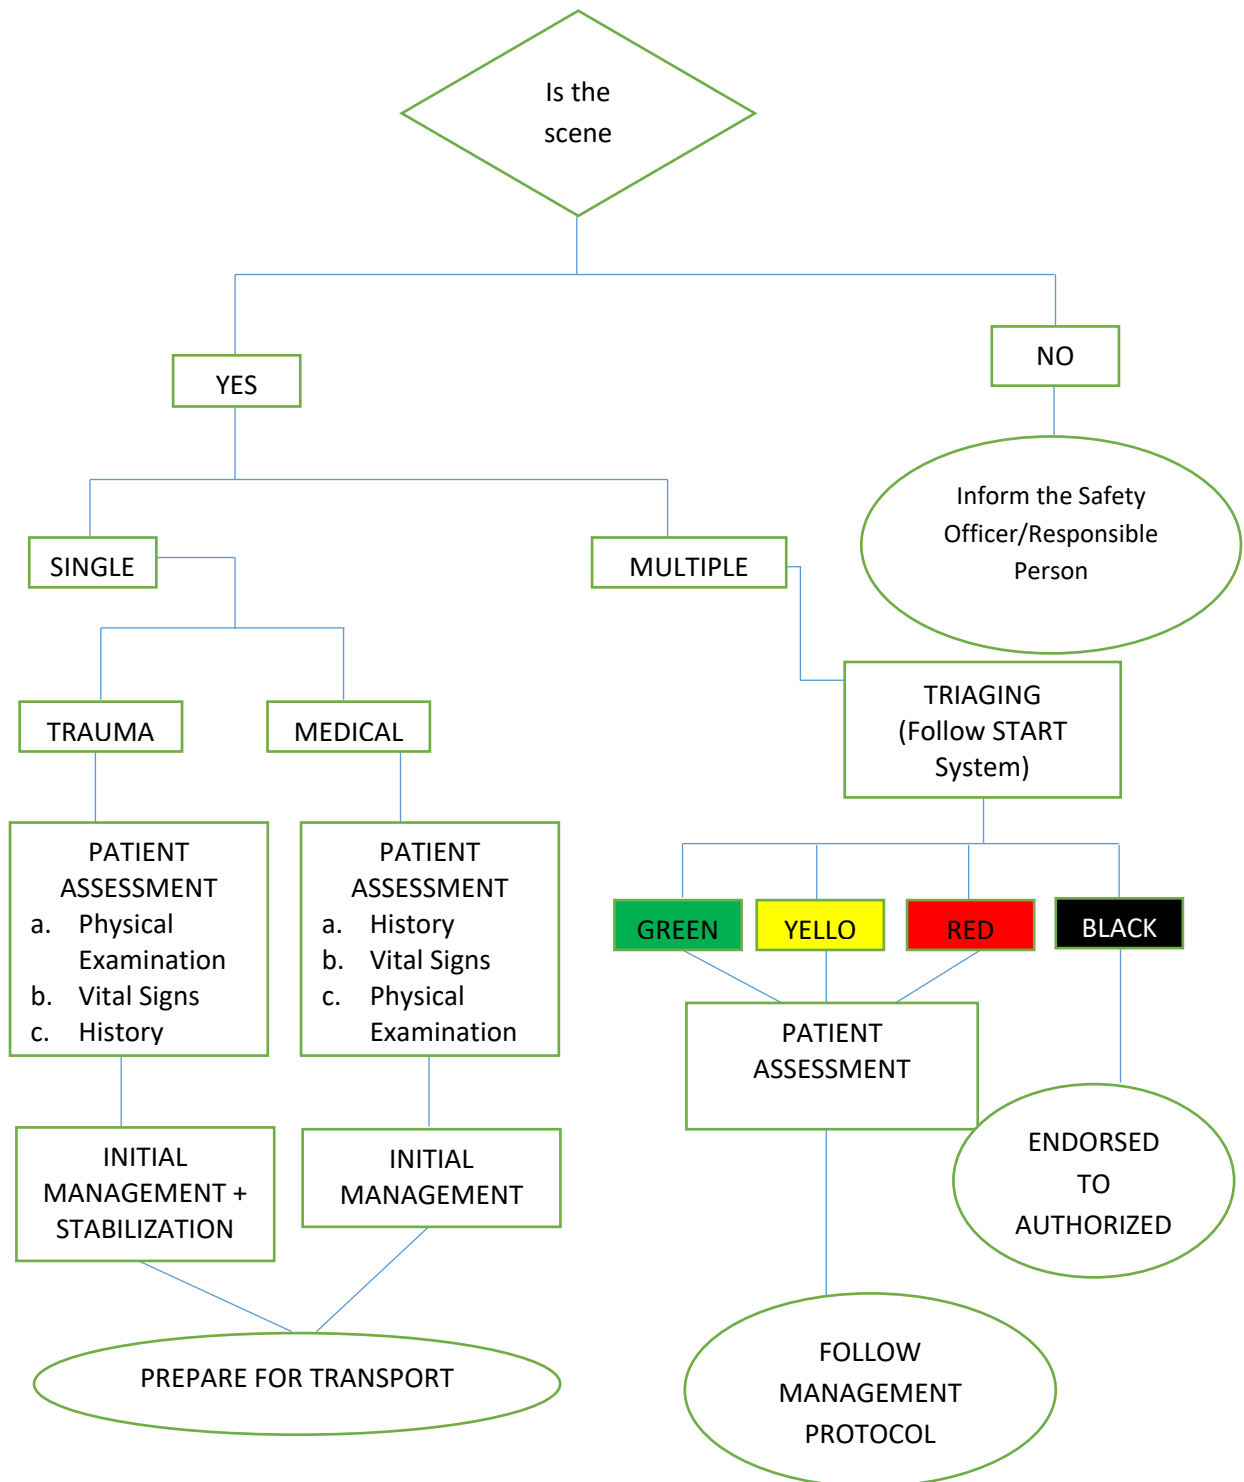 Is the
scene
YES
NO
Inform the Safety
Officer/Responsible
Person
SINGLE
MULTIPLE
TRIAGING
(Follow START
System)
TRAUMA
MEDICAL
PATIENT
ASSESSMENT
a. Physical
Examination
b. Vital Signs
c. History
PATIENT
ASSESSMENT
a. History
b. Vital Signs
c. Physical
Examination
GREEN
YELLO
RED
BLACK
PATIENT
ASSESSMENT
INITIAL
MANAGEMENT +
STABILIZATION
INITIAL
MANAGEMENT
ENDORSED
TO
AUTHORIZED
PREPARE FOR TRANSPORT
FOLLOW
MANAGEMENT
PROTOCOL